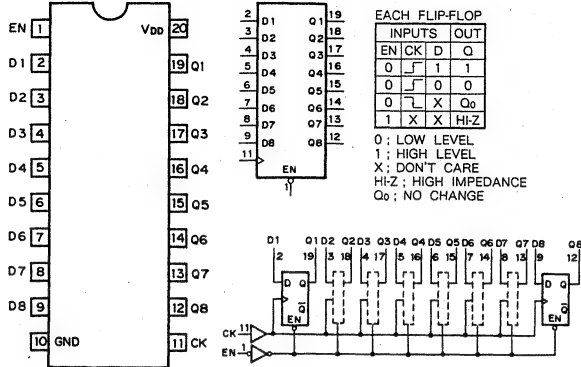 EN 1
VDD 20
D1 2
19 Q1
D2 3
18 Q2
D3 4
17 Q3
D4 5
16 Q4
D5 6
15 Q5
D6 7
14 Q6
D7 8
13 Q7
D8 9
12 Q8
10 GND
11 CK
2 D1 Q1 19
3 D2 Q2 18
4 D3 Q3 17
5 D4 Q4 16
6 D5 Q5 15
7 D6 Q6 14
8 D7 Q7 13
9 D8 Q8 12
11
EN
1
EACH FLIP-FLOP
INPUTS OUT
EN CK D Q
0 1 1
0 0 0
0 X Qo
1 X X HI-Z
0 ; LOW LEVEL
1 ; HIGH LEVEL
X ; DON'T CARE
HI-Z ; HIGH IMPEDANCE
Qo ; NO CHANGE
D1 Q1 D2 Q2 D3 Q3 D4 Q4 D5 Q5 D6 Q6 D7 Q7 D8 Q8
2 19 3 18 4 17 5 16 6 15 7 14 8 13 9 12
D Q
Q
EN
D Q
Q
EN
CK 11
EN 1